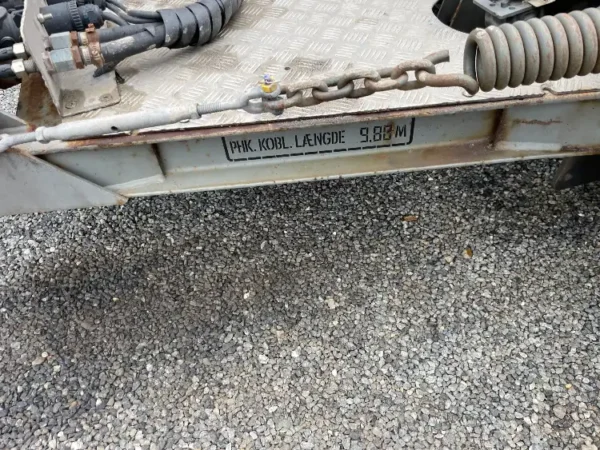 PHK. KOBL. LÆNGDE 9.88 M